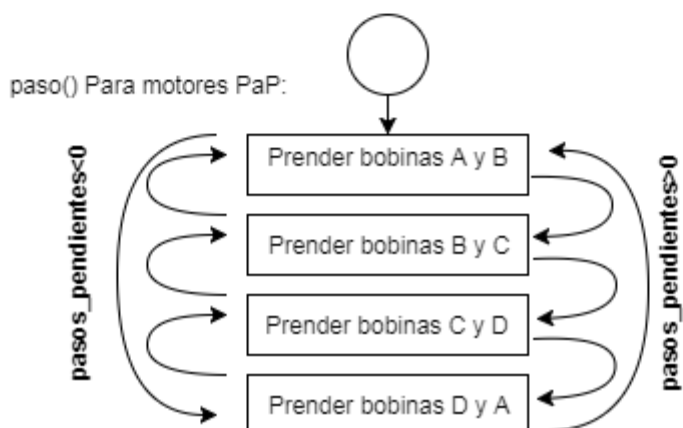 paso() Para motores PaP:
pasos_pendientes<0
Prender bobinas A y B
Prender bobinas B y C
Prender bobinas C y D
Prender bobinas D y A
pasos_pendientes>0